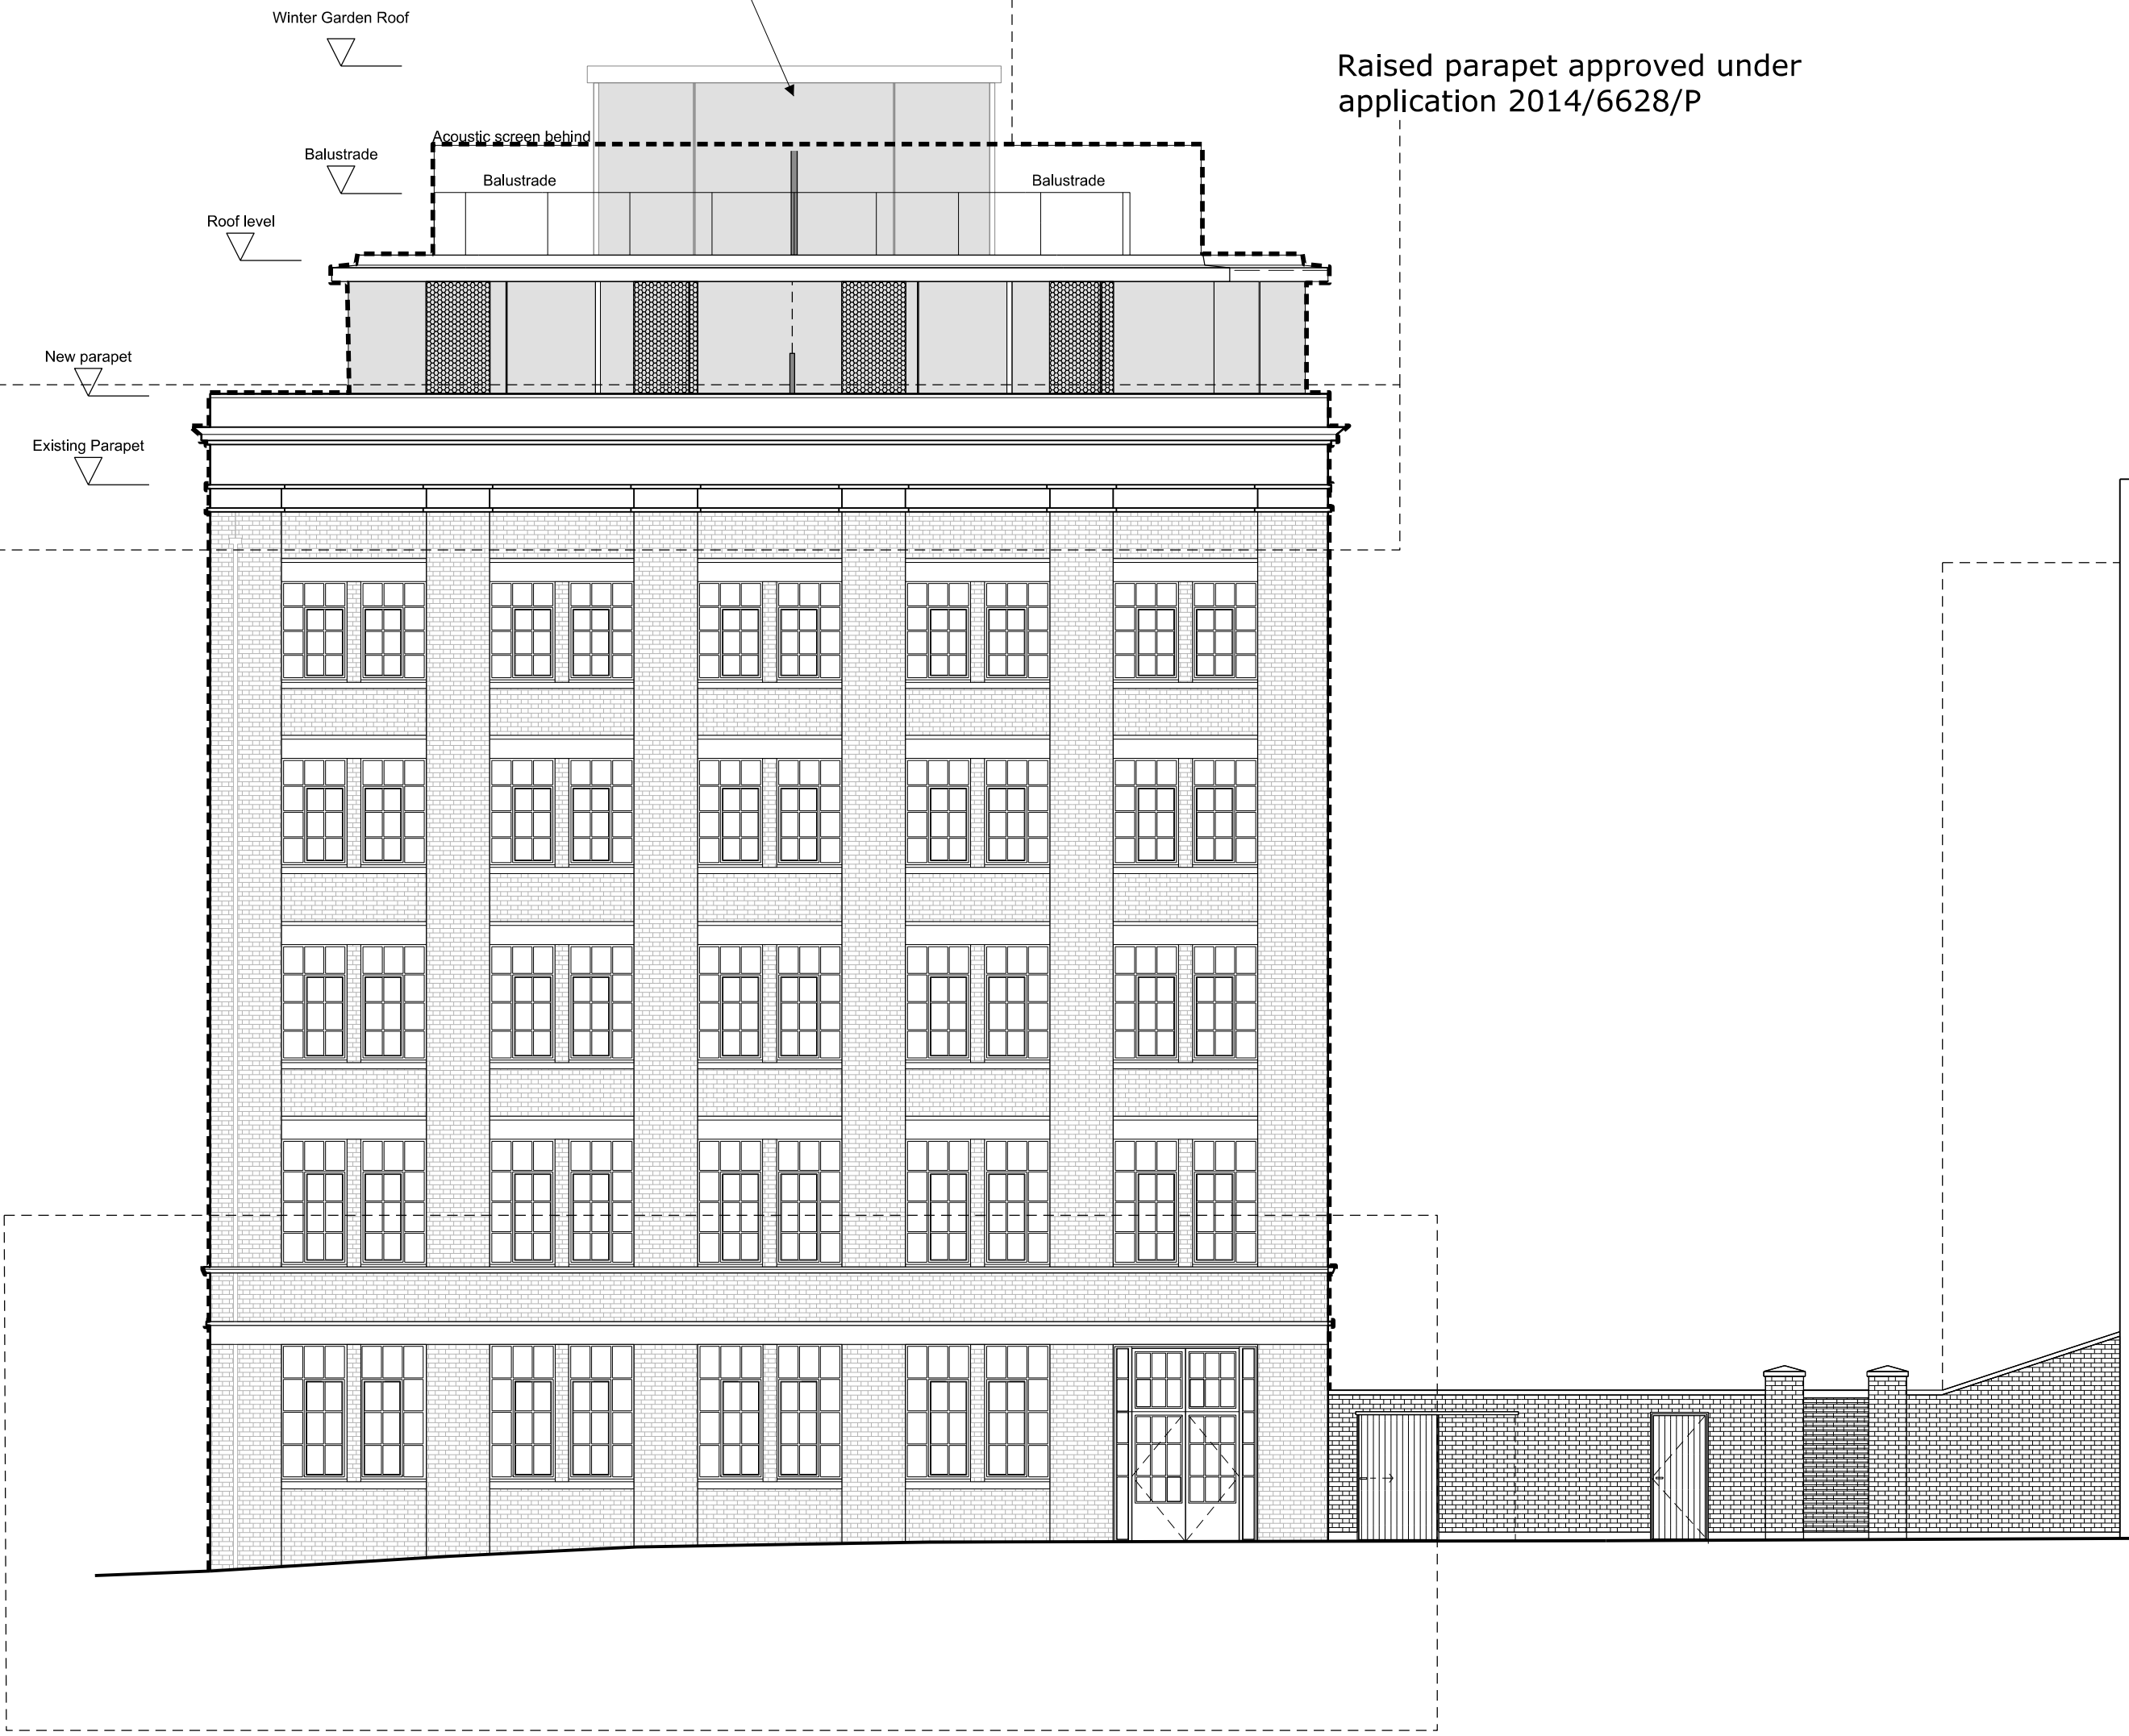 Winter Garden Roof
Raised parapet approved under
application 2014/6628/P
Acoustic screen behind
Balustrade
Balustrade
Balustrade
Roof level
New parapet
Existing Parapet